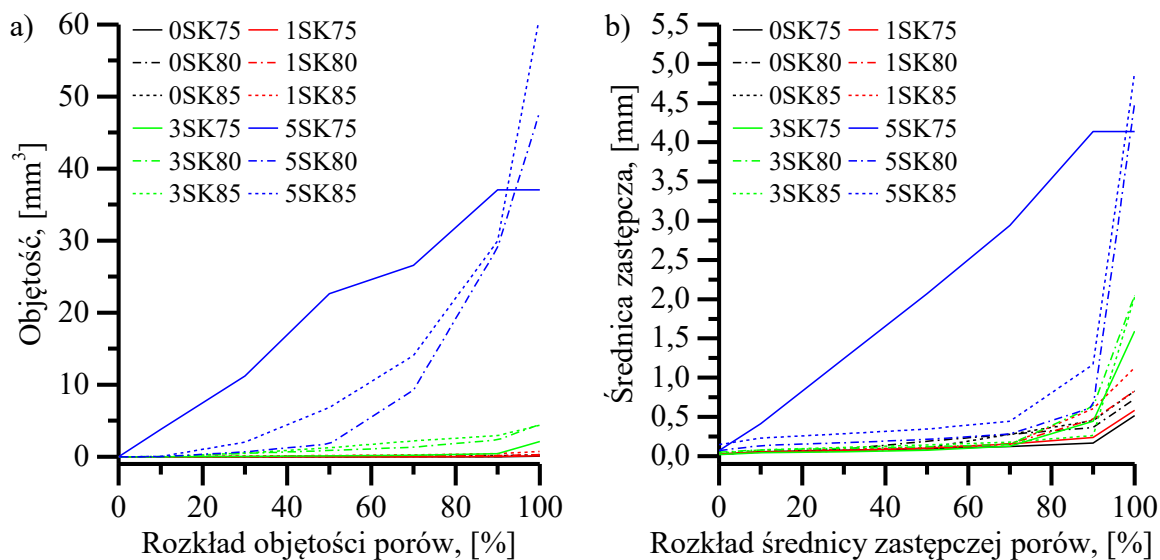 a)
0SK75 1SK75
0SK80 1SK80
0SK85 1SK85
3SK75 5SK75
3SK80 5SK80
3SK85 5SK85
60
50
40
30
20
10
0
Objętość, [mm³]
0 20 40 60 80 100
Rozkład objętości porów, [%]
b)
0SK75 1SK75
0SK80 1SK80
0SK85 1SK85
3SK75 5SK75
3SK80 5SK80
3SK85 5SK85
5,5
5,0
4,5
4,0
3,5
3,0
2,5
2,0
1,5
1,0
0,5
0,0
Średnica zastępcza, [mm]
0 20 40 60 80 100
Rozkład średnicy zastępczej porów, [%]